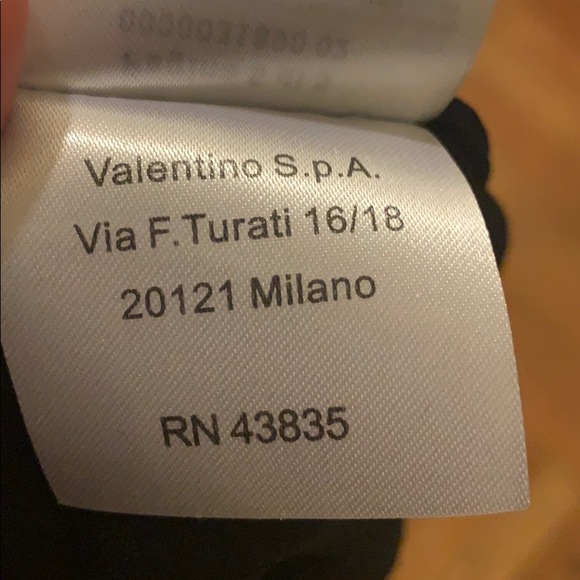 Valentino S.p.A.
Via F.Turati 16/18
20121 Milano
RN 43835